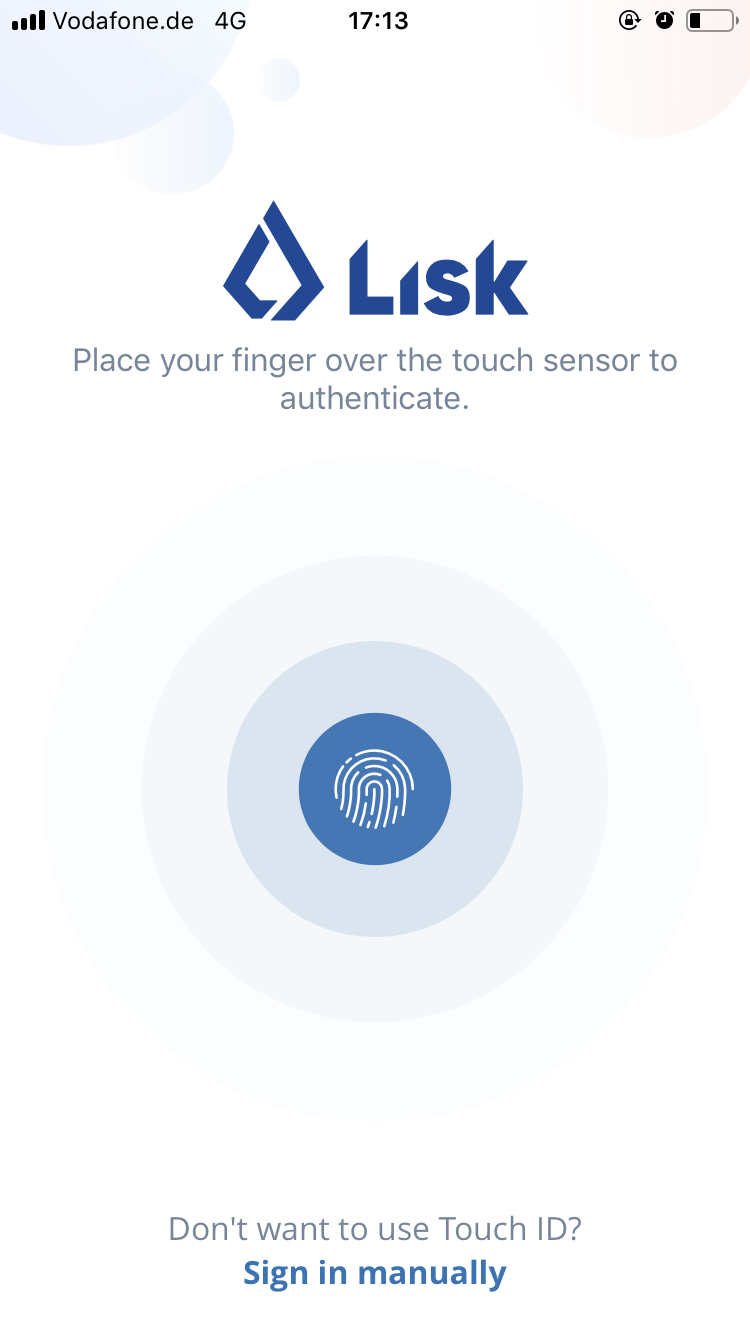 Vodafone.de 4G 17:13
Lisk
Place your finger over the touch sensor to
authenticate.
Don't want to use Touch ID?
Sign in manually